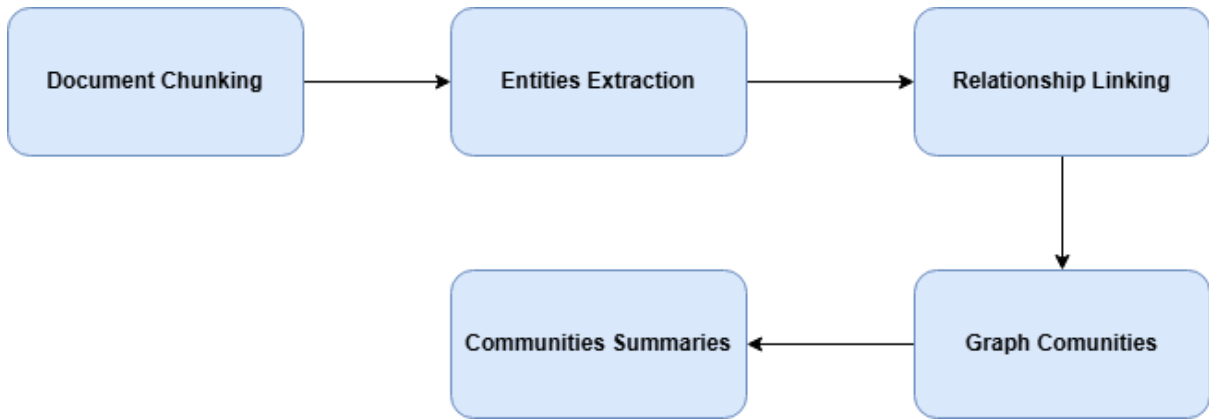 Document Chunking
Entities Extraction
Relationship Linking
Graph Comunities
Communities Summaries